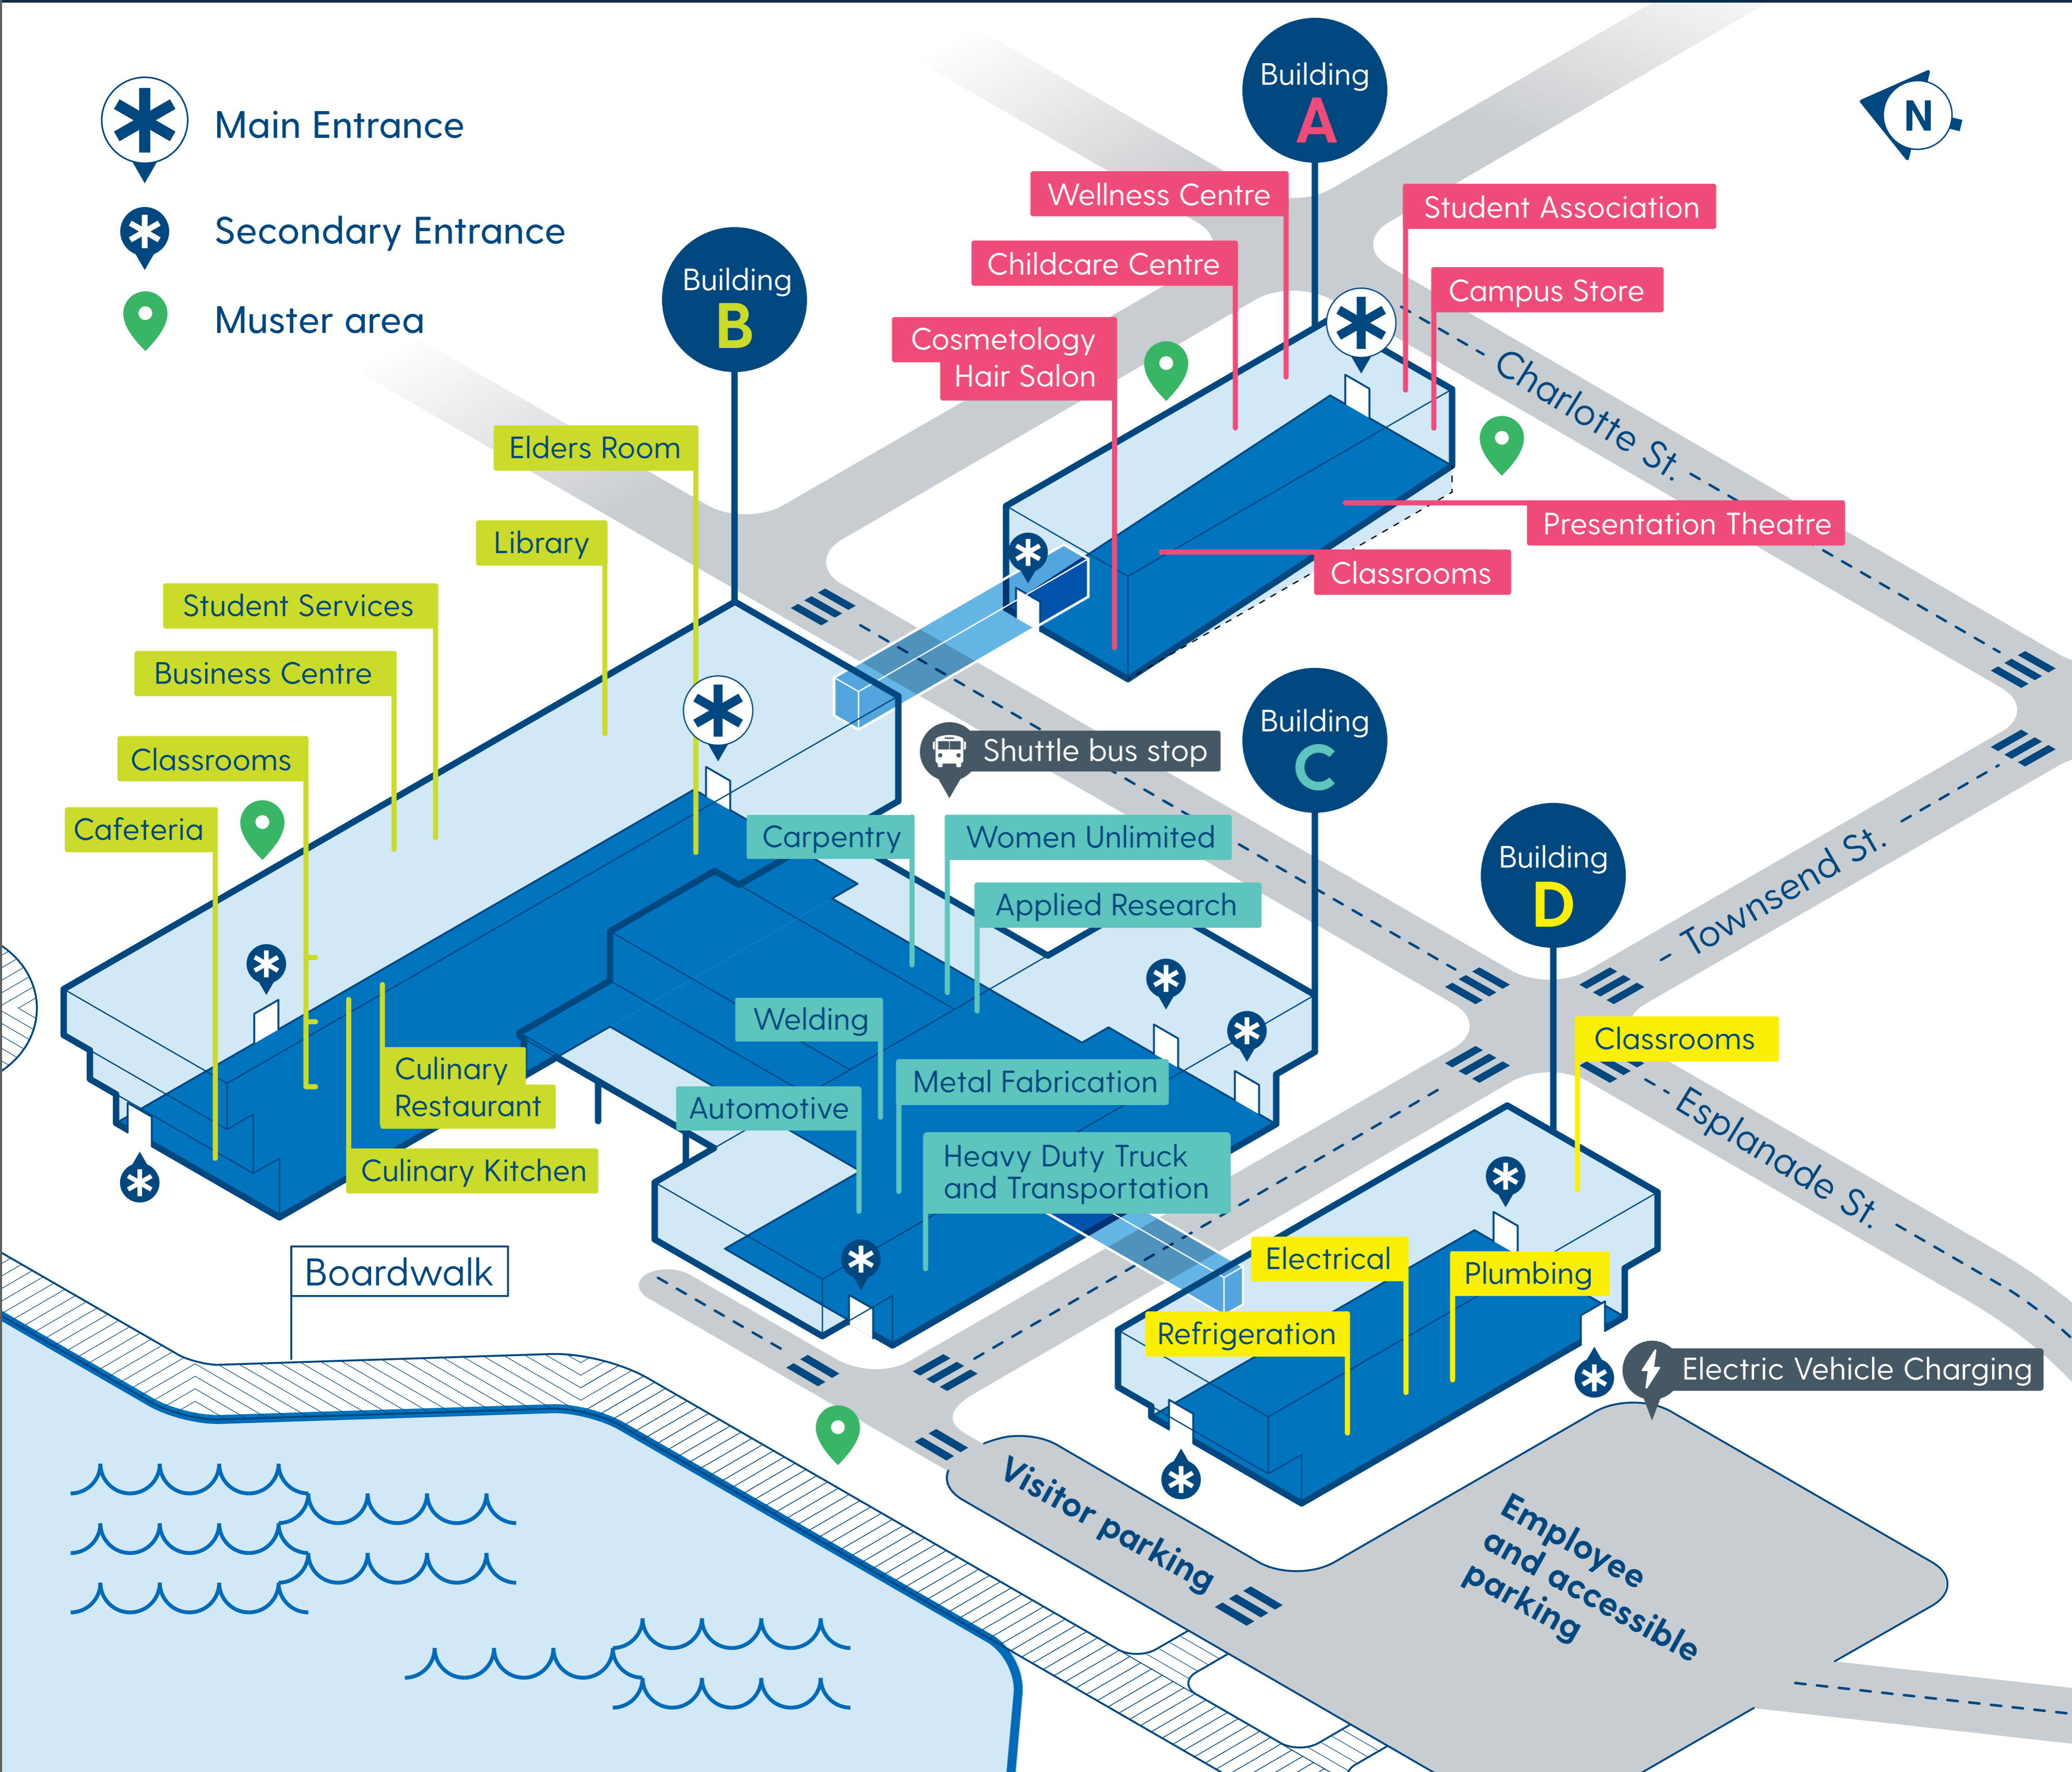 Main Entrance
Secondary Entrance
Muster area
N
Building
A
Wellness Centre
Student Association
Childcare Centre
Campus Store
Cosmetology
Hair Salon
Charlotte St.
Presentation Theatre
Classrooms
Building
B
Elders Room
Library
Student Services
Business Centre
Classrooms
Cafeteria
Culinary
Restaurant
Culinary Kitchen
Shuttle bus stop
Building
C
Carpentry
Women Unlimited
Applied Research
Welding
Metal Fabrication
Automotive
Heavy Duty Truck
and Transportation
Building
D
Townsend St.
Classrooms
Esplanade St.
Electrical
Plumbing
Refrigeration
Electric Vehicle Charging
Boardwalk
Visitor parking
Employee
and accessible
parking